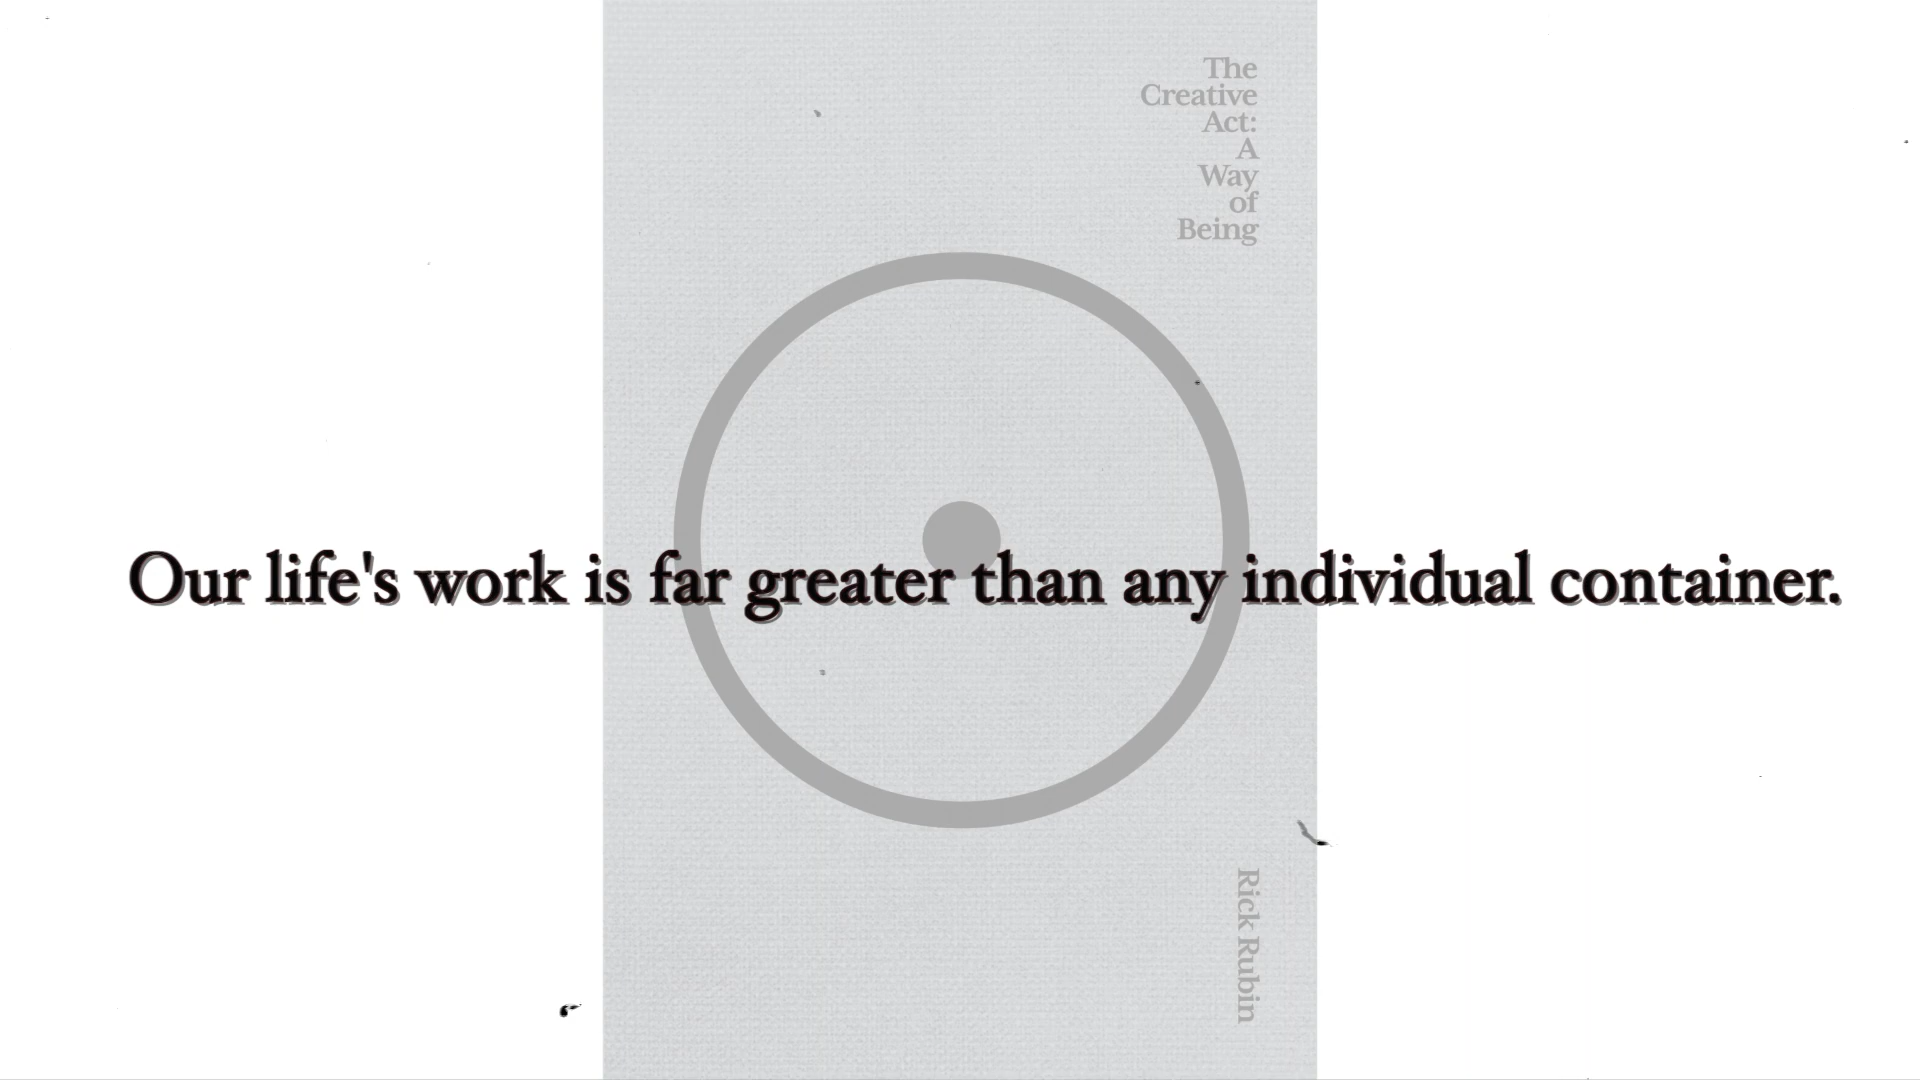 The
Creative
Act:
A
Way
of
Being
Our life's work is far greater than any individual container.
Rick Rubin